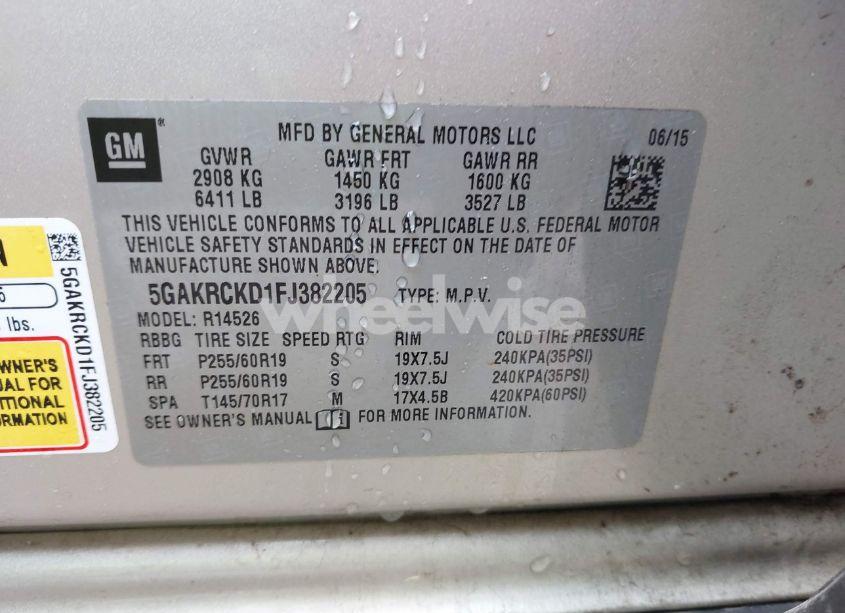 GM
®
MFD BY GENERAL MOTORS LLC 06/15
GVWR GAWR FRT GAWR RR
2908 KG 1450 KG 1600 KG
6411 LB 3196 LB 3527 LB
THIS VEHICLE CONFORMS TO ALL APPLICABLE U.S. FEDERAL MOTOR
VEHICLE SAFETY STANDARDS IN EFFECT ON THE DATE OF
MANUFACTURE SHOWN ABOVE.
5GAKRCKD1FJ382205 TYPE: M.P.V.
MODEL: R14526
RBBG TIRE SIZE SPEED RTG RIM COLD TIRE PRESSURE
FRT P255/60R19 S 19X7.5J 240KPA(35PSI)
RR P255/60R19 S 19X7.5J 240KPA(35PSI)
SPA T145/70R17 M 17X4.5B 420KPA(60PSI)
SEE OWNER'S MANUAL FOR MORE INFORMATION.
wheelwise
5GAKRCKD1FJ382205
lbs.
OWNER'S
FOR